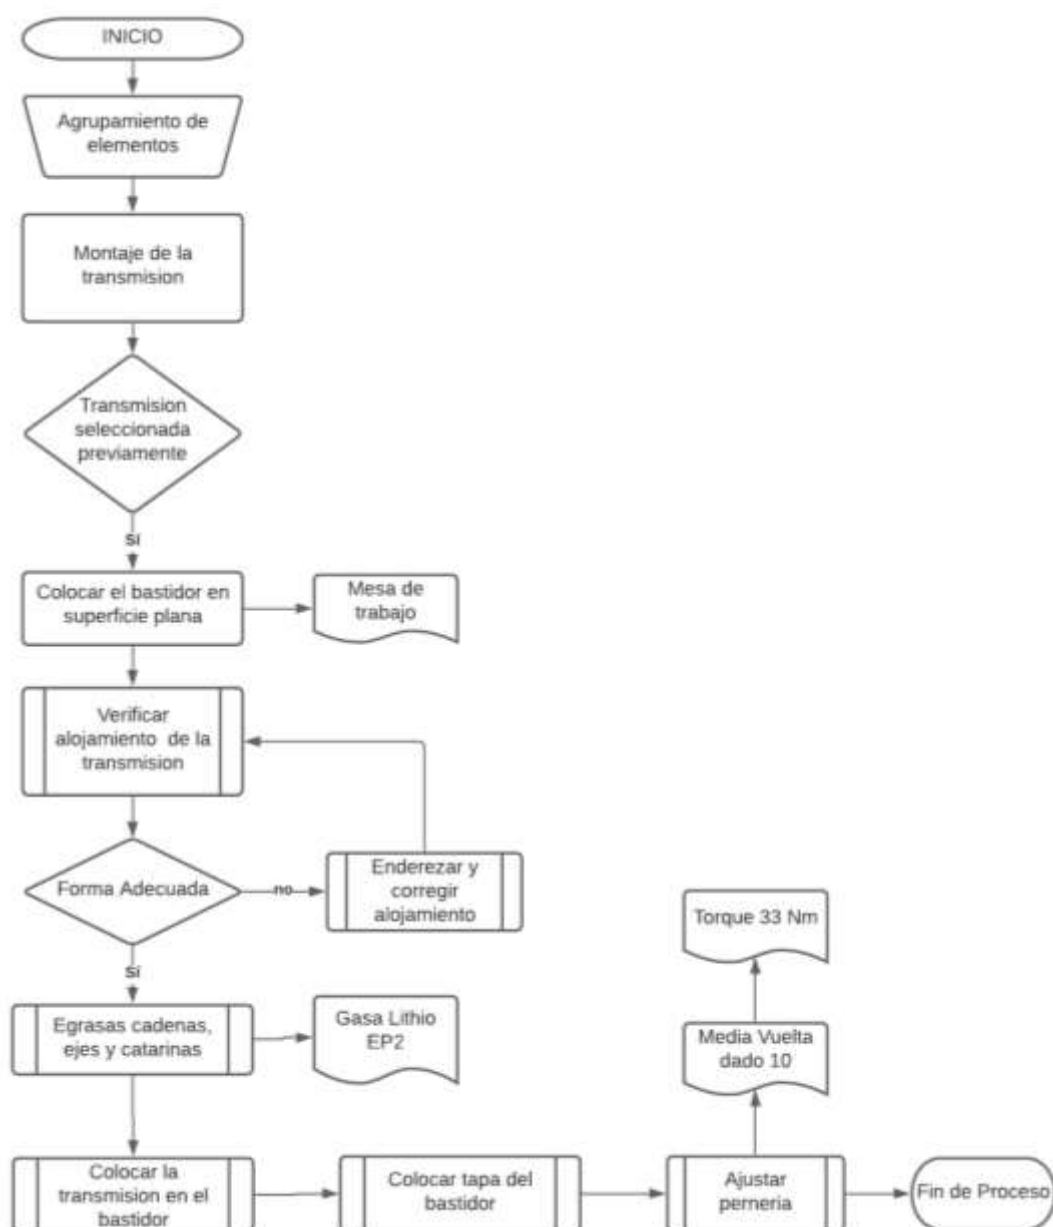 INICIO
Agrupamiento de
elementos
Montaje de la
transmision
Transmision
seleccionada
previamente
Sí
Colocar el bastidor en
superficie plana
Mesa de
trabajo
Verificar
alojamiento de la
transmision
Forma Adecuada
no
Enderezar y
corregir
alojamiento
Sí
Egrasas cadenas,
ejes y catarinas
Gasa Lithio
EP2
Torque 33 Nm
Media Vuelta
dado 10
Colocar la
transmision en el
bastidor
Colocar tapa del
bastidor
Ajustar
perneria
Fin de Proceso